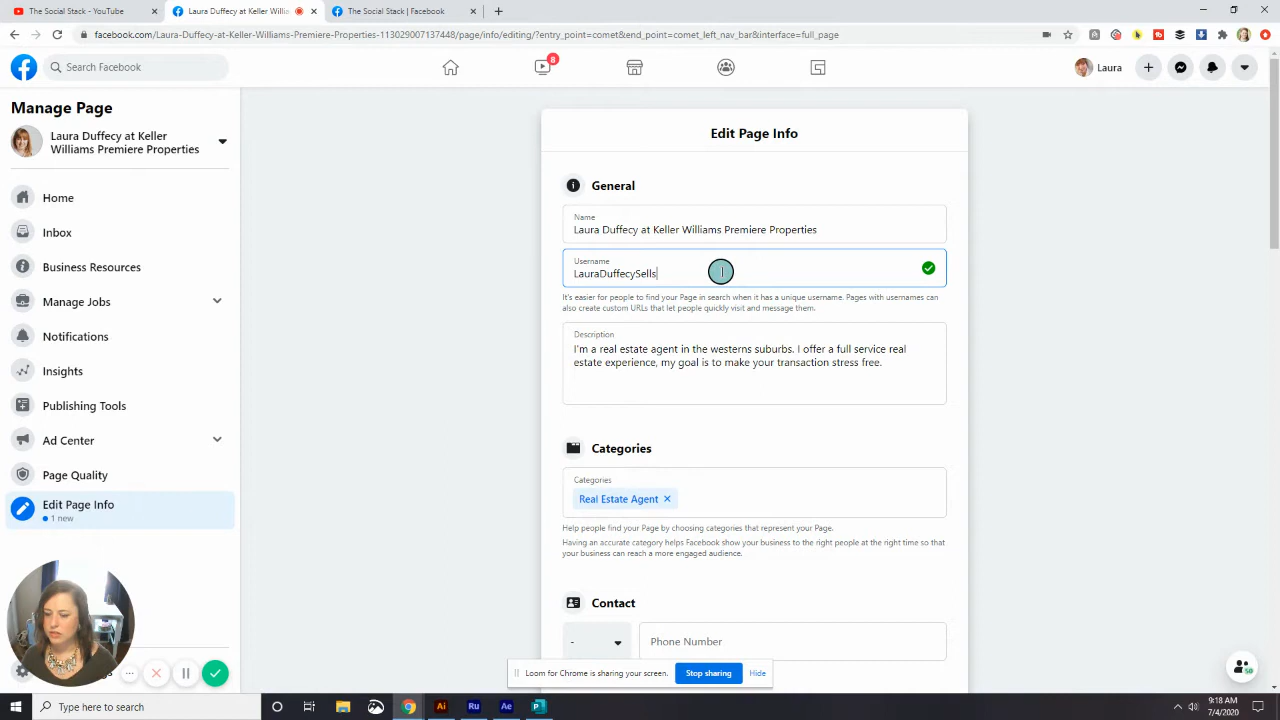 The Social Stack - YouTube
Laura Duffecy at Keller Williams
The Social Stack | Facebook
facebook.com/Laura-Duffecy-at-Keller-Williams-Premiere-Properties-113029007137448/page/info/editing/?entry_point=comet&end_point=comet_left_nav_bar&interface=full_page
Search Facebook
8
Laura
Manage Page
Laura Duffecy at Keller
Williams Premiere Properties
Home
Inbox
Business Resources
Manage Jobs
Notifications
Insights
Publishing Tools
Ad Center
Page Quality
Edit Page Info
1 new
Edit Page Info
General
Name
Laura Duffecy at Keller Williams Premiere Properties
Username
LauraDuffecySells
It's easier for people to find your Page in search when it has a unique username. Pages with usernames can
also create custom URLs that let people quickly visit and message them.
Description
I'm a real estate agent in the westerns suburbs. I offer a full service real
estate experience, my goal is to make your transaction stress free.
Categories
Categories
Real Estate Agent
Help people find your Page by choosing categories that represent your Page.
Having an accurate category helps Facebook show your business to the right people at the right time so that
your business can reach a more engaged audience.
Contact
-
Phone Number
Loom for Chrome is sharing your screen.
Stop sharing
Hide
50
Type here to search
Ai
Ru
Ae
P
9:18 AM
7/4/2020